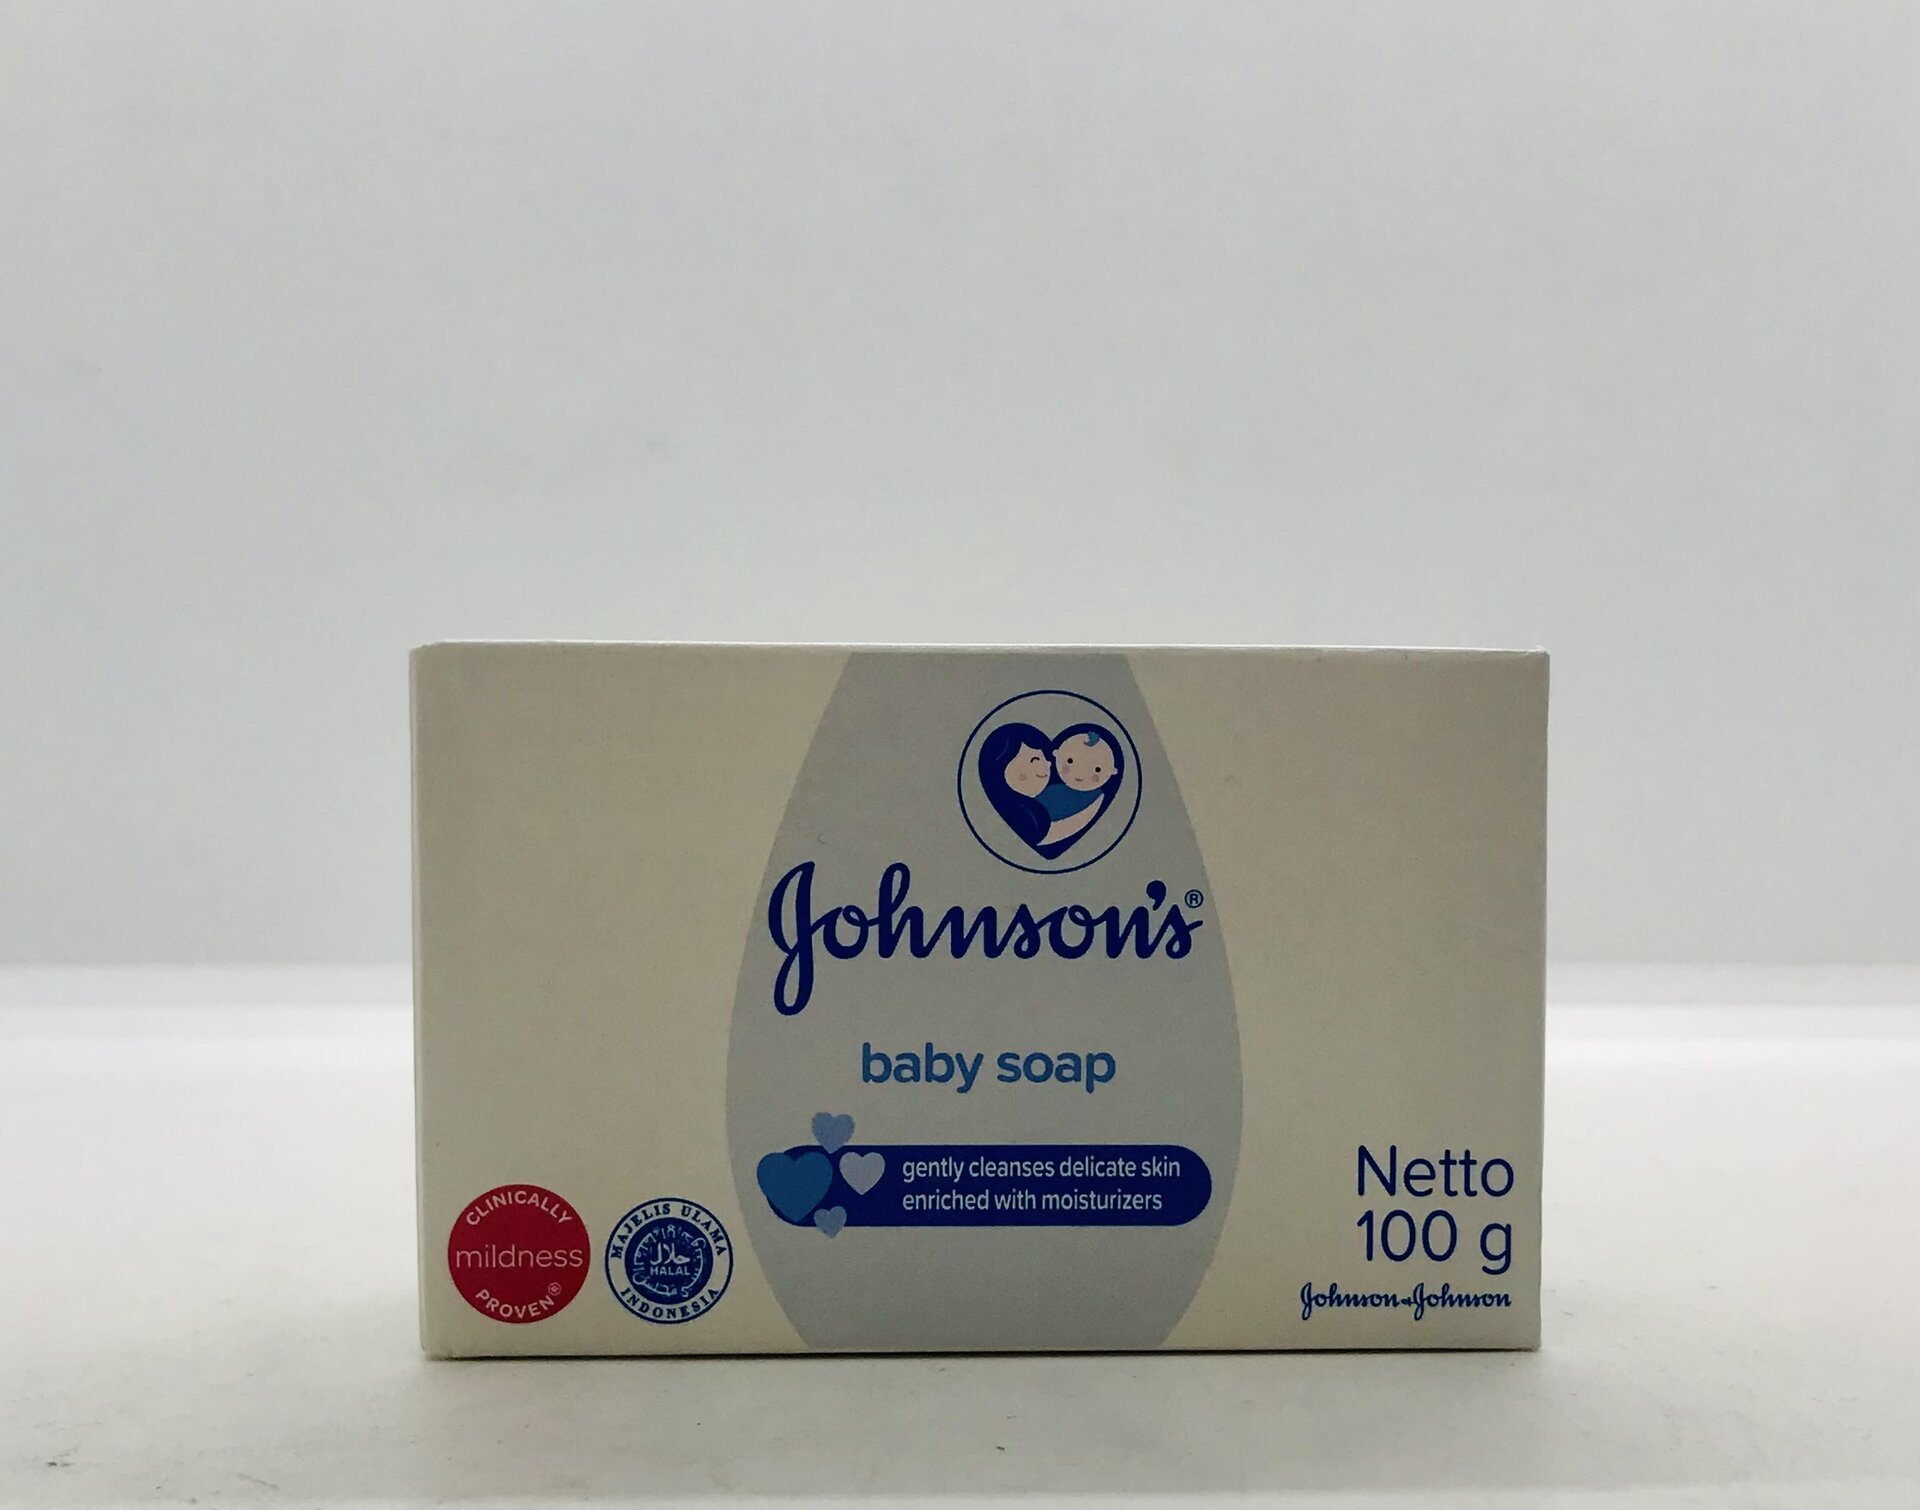 Johnson's®
baby soap
gently cleanses delicate skin
enriched with moisturizers
CLINICALLY
mildness
PROVEN®
MAJELIS ULAMA
حلال
HALAL
INDONESIA
Netto
100 g
Johnson+Johnson